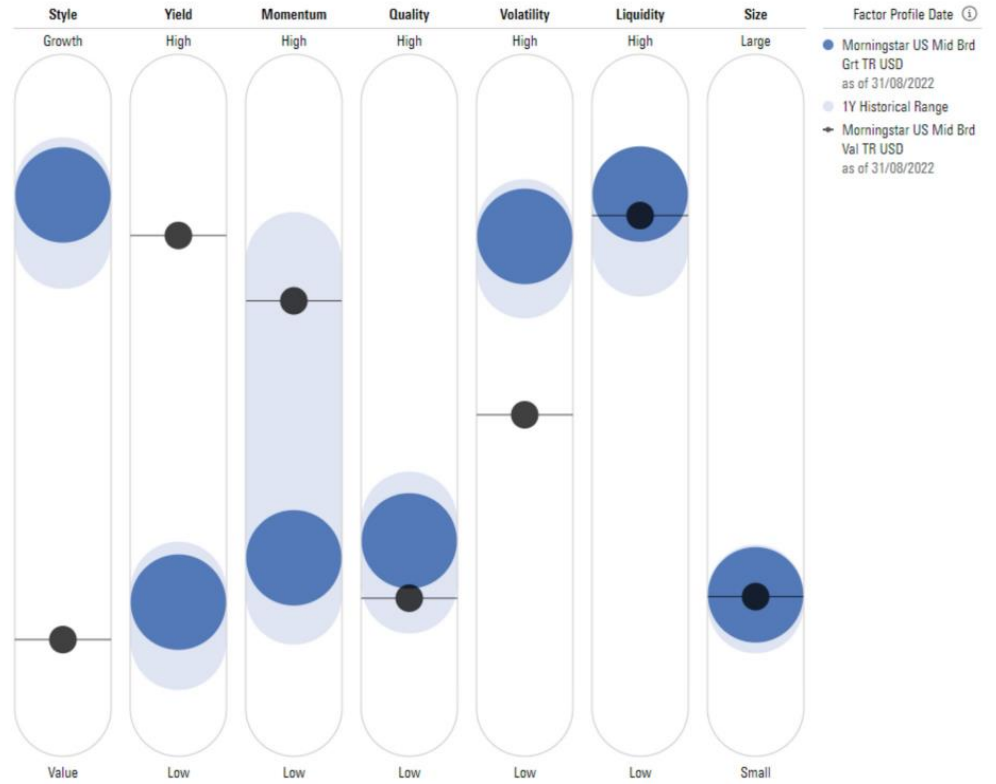 Style Yield Momentum Quality Volatility Liquidity Size
Growth High High High High High Large
Value Low Low Low Low Low Small
Factor Profile Date i
Morningstar US Mid Brd
Grt TR USD
as of 31/08/2022
1Y Historical Range
Morningstar US Mid Brd
Val TR USD
as of 31/08/2022